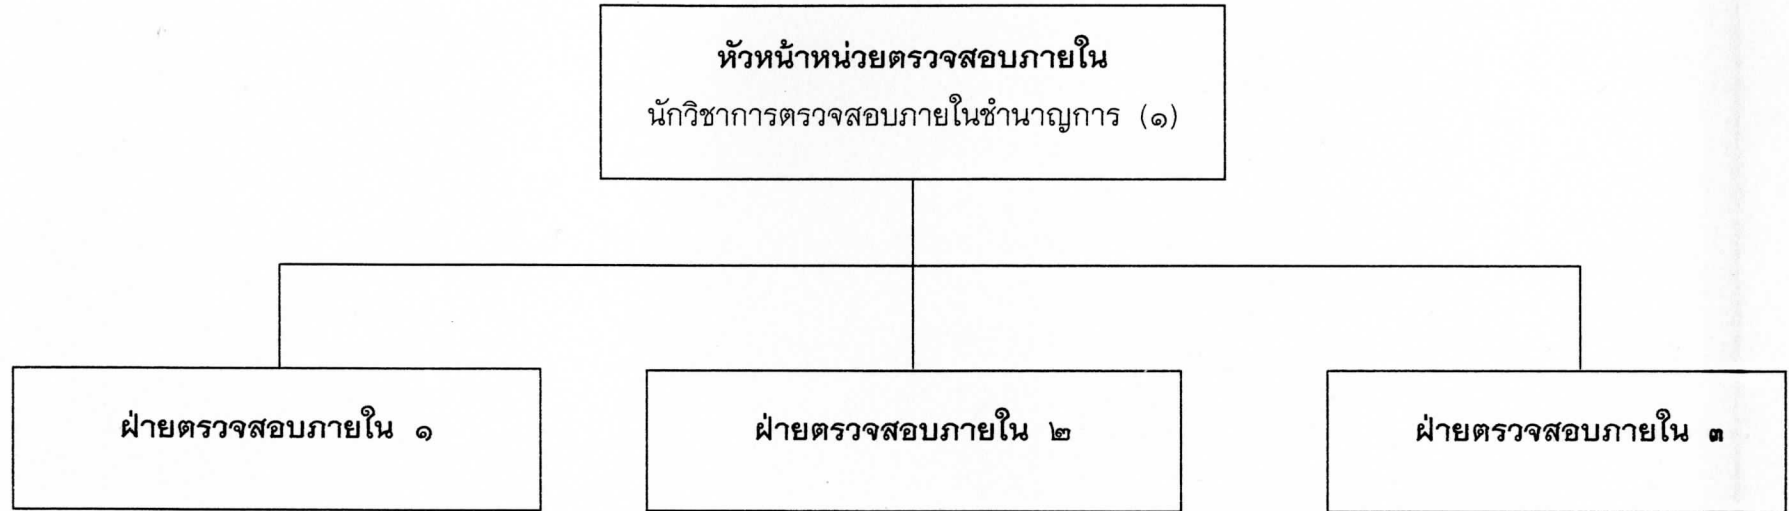 หัวหน้าหน่วยตรวจสอบภายใน
นักวิชาการตรวจสอบภายในชำนาญการ (๑)
ฝ่ายตรวจสอบภายใน ๑
ฝ่ายตรวจสอบภายใน ๒
ฝ่ายตรวจสอบภายใน ๓